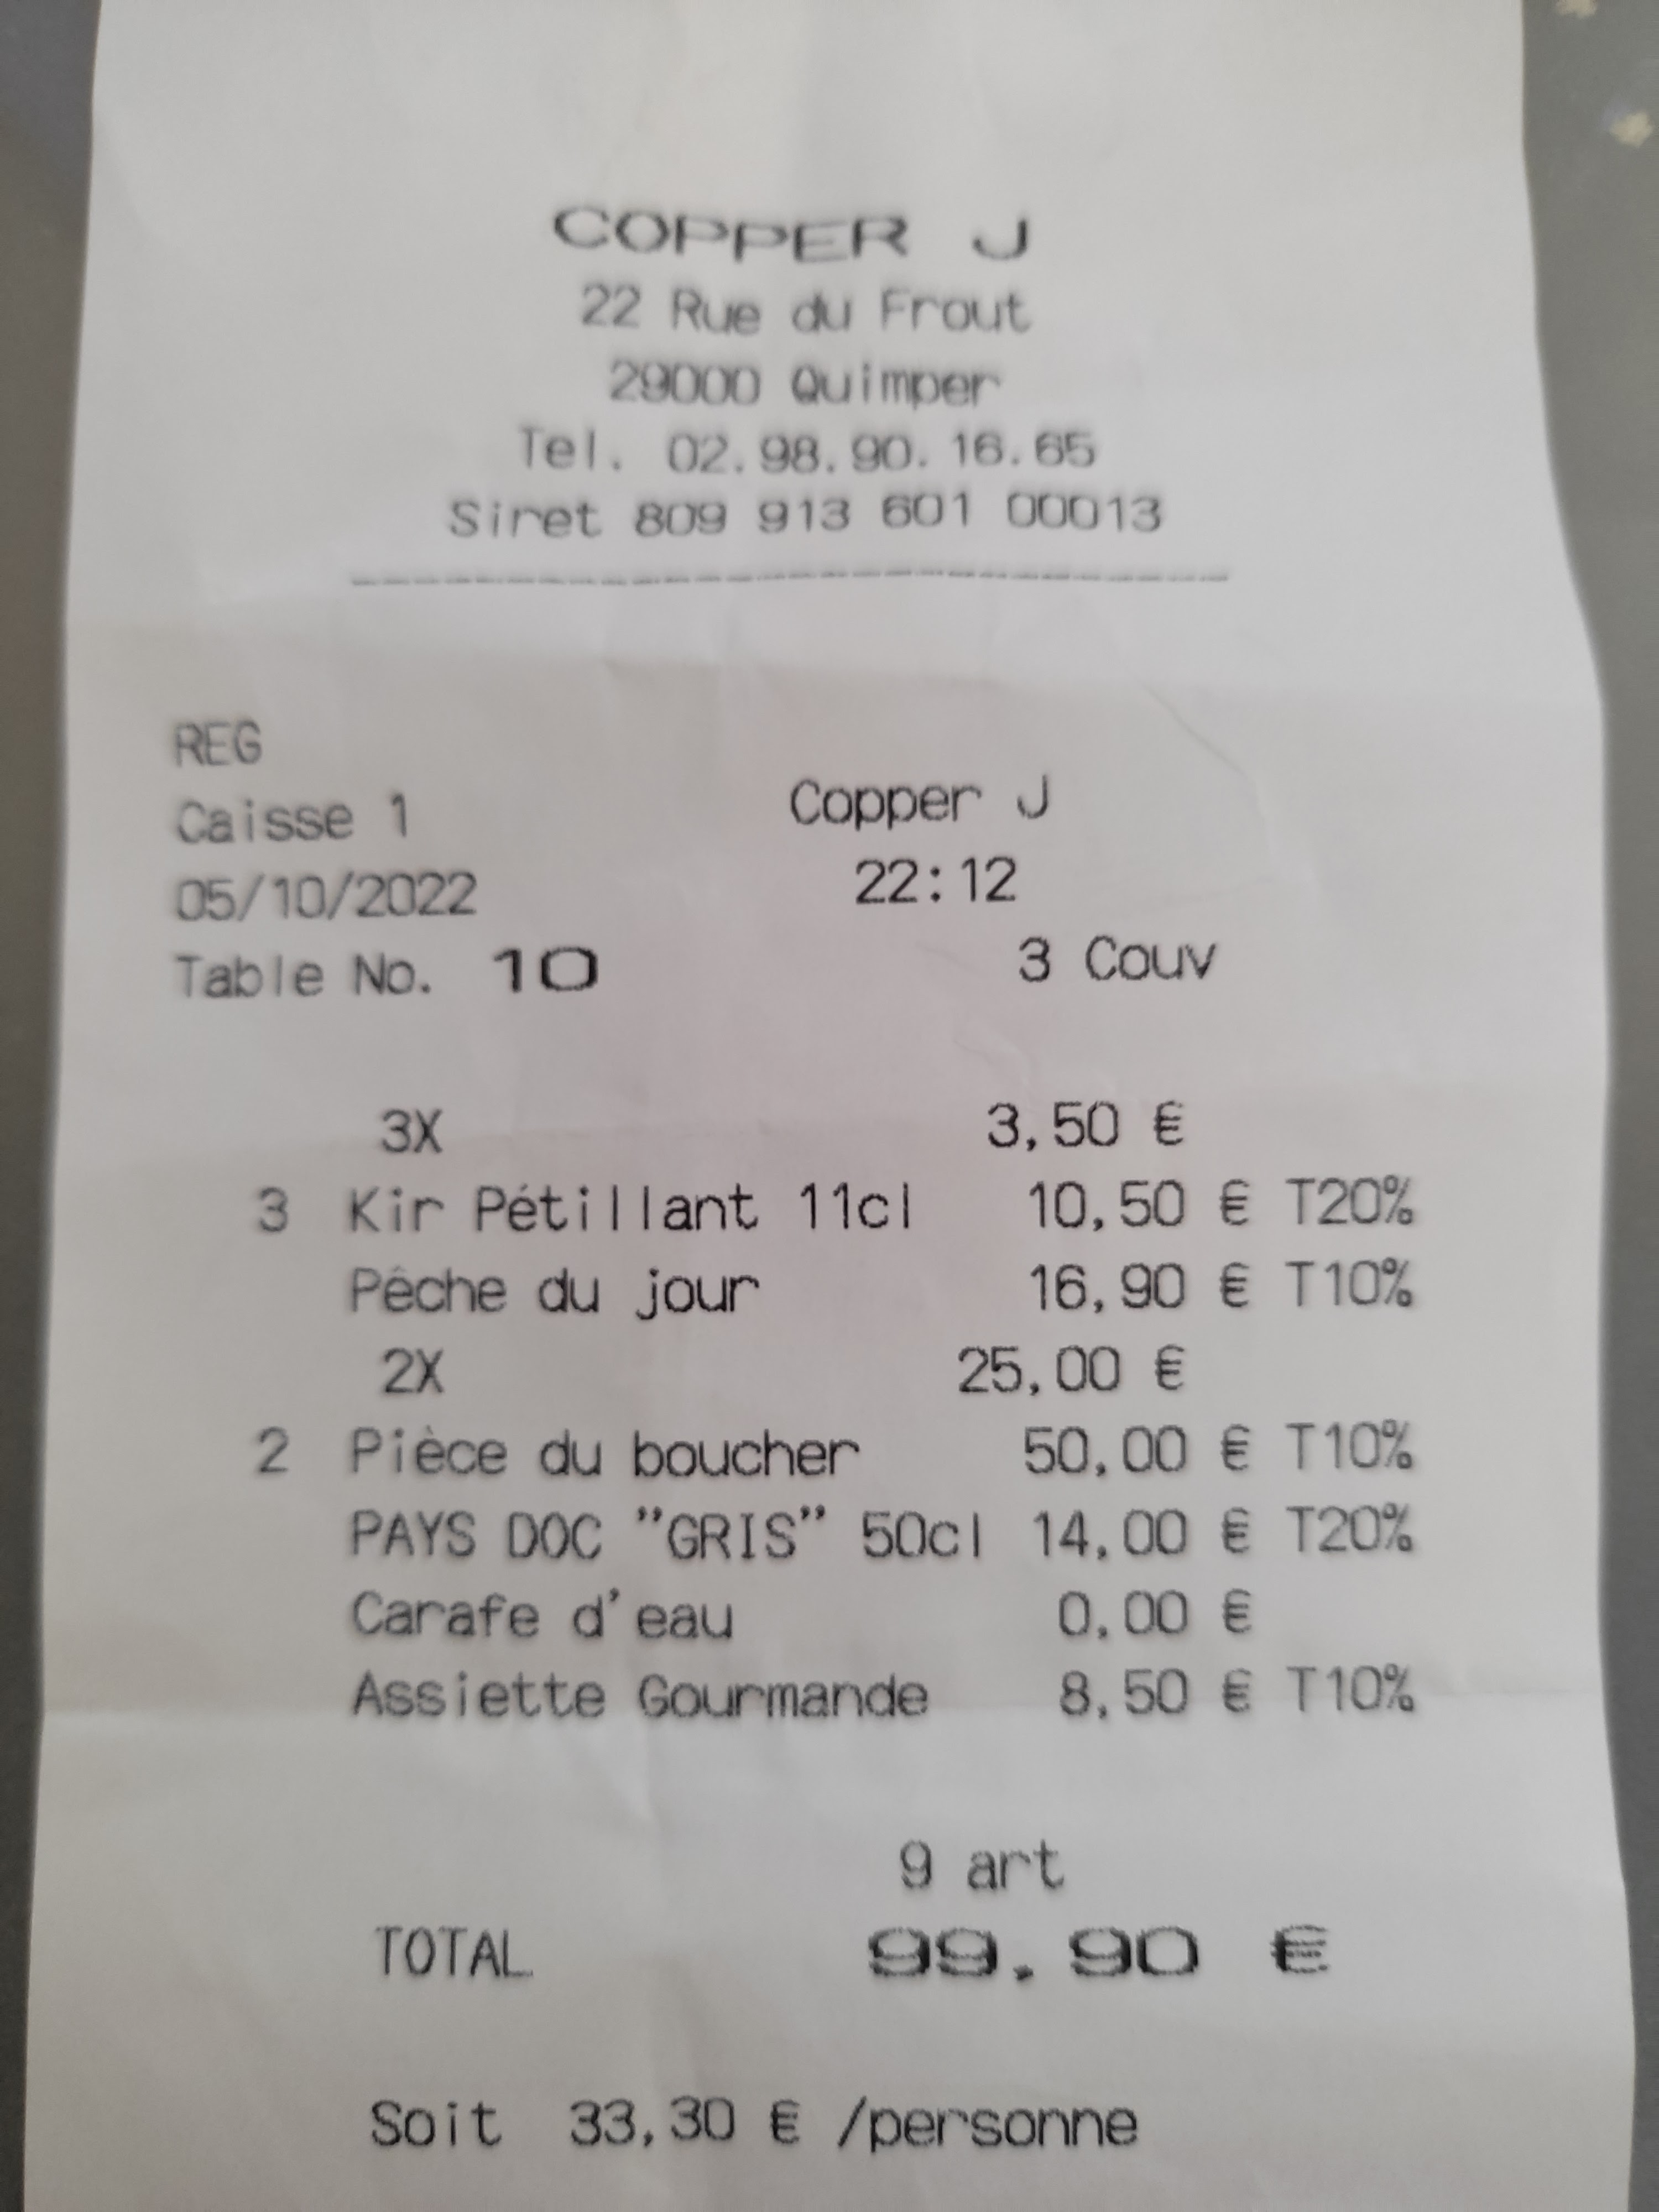 COPPER J
22 Rue du Frout
29000 Quimper
Tel. 02.98.90.16.65
Siret 809 913 601 00013
REG
Caisse 1 Copper J
05/10/2022 22:12
Table No. 10 3 Couv
3X 3,50 €
3 Kir Pétillant 11cl 10,50 € T20%
Pêche du jour 16,90 € T10%
2X 25,00 €
2 Pièce du boucher 50,00 € T10%
PAYS DOC "GRIS" 50cl 14,00 € T20%
Carafe d'eau 0,00 €
Assiette Gourmande 8,50 € T10%
9 art
TOTAL 99,90 €
Soit 33,30 € /personne